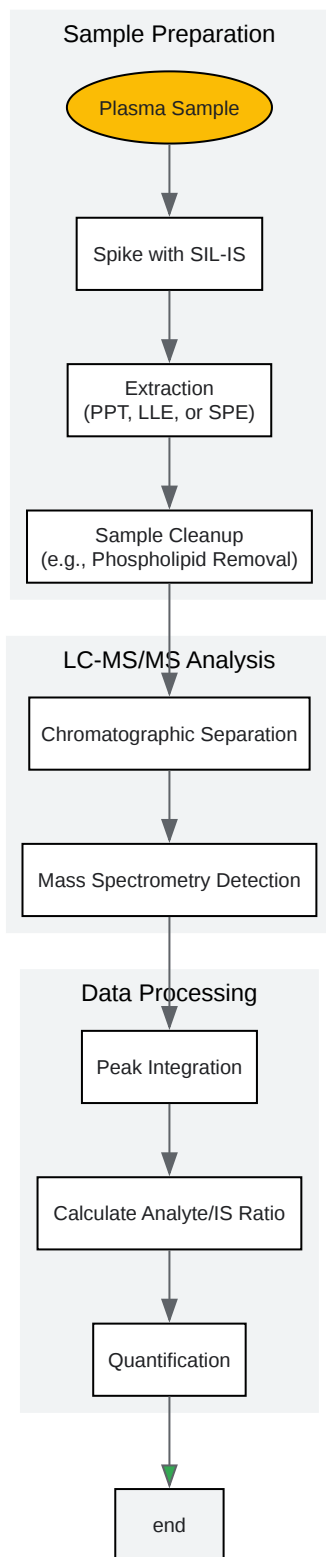 Sample Preparation
Plasma Sample
Spike with SIL-IS
Extraction
(PPT, LLE, or SPE)
Sample Cleanup
(e.g., Phospholipid Removal)
LC-MS/MS Analysis
Chromatographic Separation
Mass Spectrometry Detection
Data Processing
Peak Integration
Calculate Analyte/IS Ratio
Quantification
end